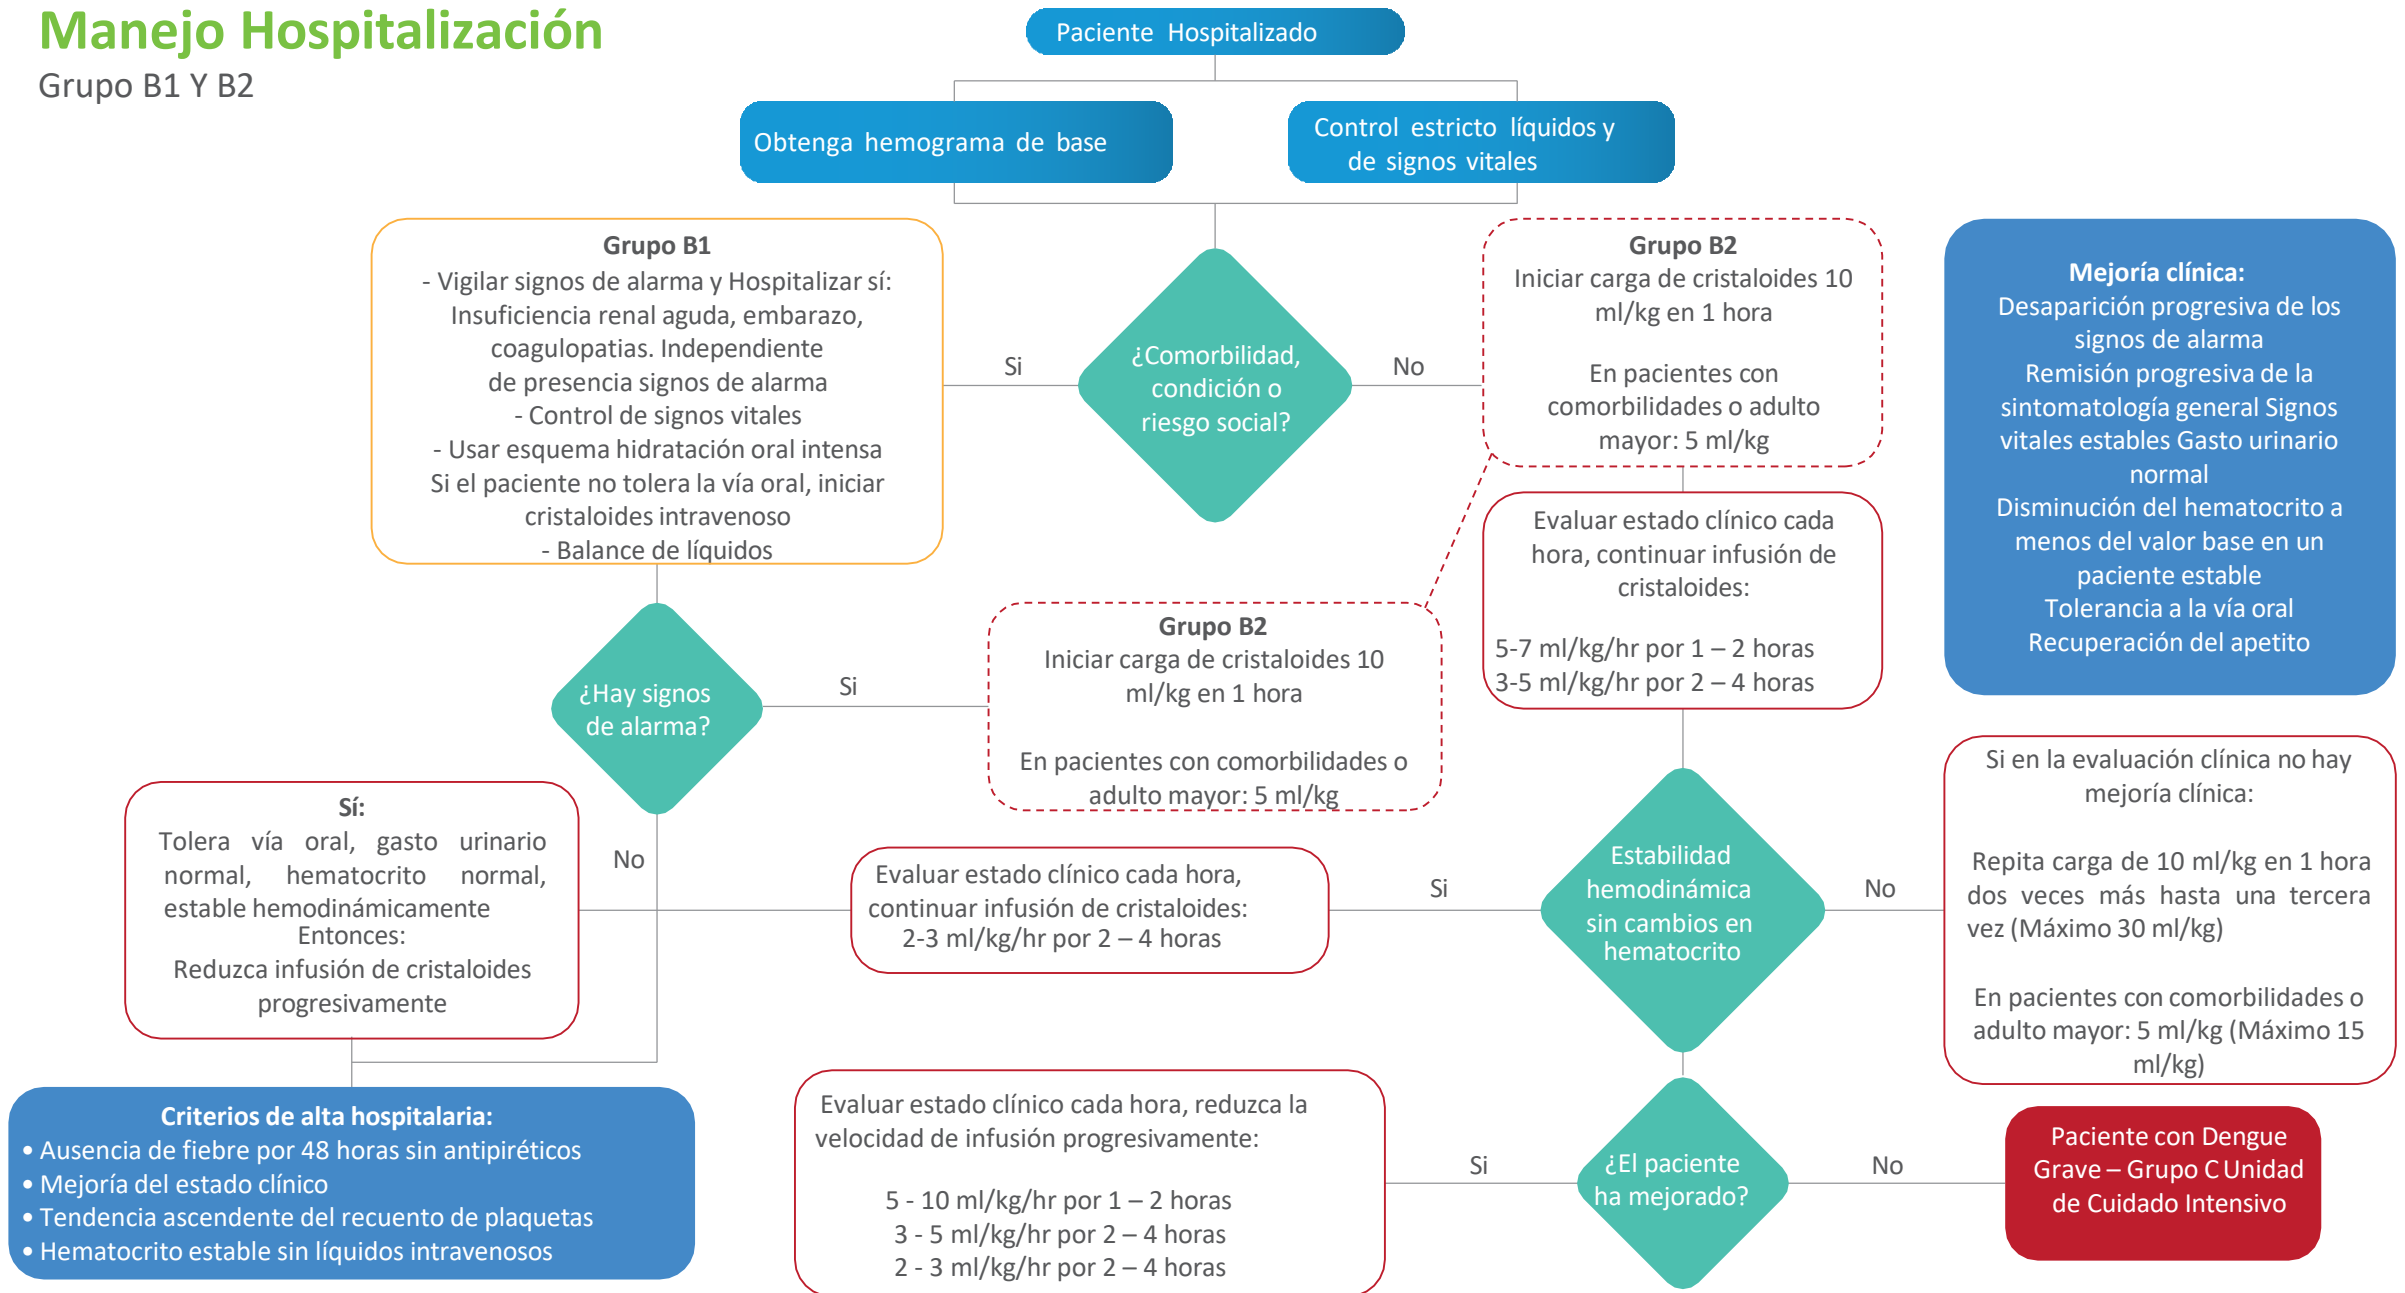 Manejo Hospitalización
Grupo B1 Y B2
Paciente Hospitalizado
Obtenga hemograma de base
Control estricto líquidos y
de signos vitales
Grupo B1
- Vigilar signos de alarma y Hospitalizar sí:
Insuficiencia renal aguda, embarazo,
coagulopatias. Independiente
de presencia signos de alarma
- Control de signos vitales
- Usar esquema hidratación oral intensa
Si el paciente no tolera la vía oral, iniciar
cristaloides intravenoso
- Balance de líquidos
Si
¿Comorbilidad,
condición o
riesgo social?
No
Grupo B2
Iniciar carga de cristaloides 10
ml/kg en 1 hora
En pacientes con
comorbilidades o adulto
mayor: 5 ml/kg
Mejoría clínica:
Desaparición progresiva de los
signos de alarma
Remisión progresiva de la
sintomatología general Signos
vitales estables Gasto urinario
normal
Disminución del hematocrito a
menos del valor base en un
paciente estable
Tolerancia a la vía oral
Recuperación del apetito
Evaluar estado clínico cada
hora, continuar infusión de
cristaloides:
5-7 ml/kg/hr por 1 – 2 horas
3-5 ml/kg/hr por 2 – 4 horas
¿Hay signos
de alarma?
Si
Grupo B2
Iniciar carga de cristaloides 10
ml/kg en 1 hora
En pacientes con comorbilidades o
adulto mayor: 5 ml/kg
No
Sí:
Tolera vía oral, gasto urinario
normal, hematocrito normal,
estable hemodinámicamente
Entonces:
Reduzca infusión de cristaloides
progresivamente
Evaluar estado clínico cada hora,
continuar infusión de cristaloides:
2-3 ml/kg/hr por 2 – 4 horas
Si
Estabilidad
hemodinámica
sin cambios en
hematocrito
No
Si en la evaluación clínica no hay
mejoría clínica:
Repita carga de 10 ml/kg en 1 hora
dos veces más hasta una tercera
vez (Máximo 30 ml/kg)
En pacientes con comorbilidades o
adulto mayor: 5 ml/kg (Máximo 15
ml/kg)
Criterios de alta hospitalaria:
• Ausencia de fiebre por 48 horas sin antipiréticos
• Mejoría del estado clínico
• Tendencia ascendente del recuento de plaquetas
• Hematocrito estable sin líquidos intravenosos
Evaluar estado clínico cada hora, reduzca la
velocidad de infusión progresivamente:
5 - 10 ml/kg/hr por 1 – 2 horas
3 - 5 ml/kg/hr por 2 – 4 horas
2 - 3 ml/kg/hr por 2 – 4 horas
Si
¿El paciente
ha mejorado?
No
Paciente con Dengue
Grave – Grupo C Unidad
de Cuidado Intensivo